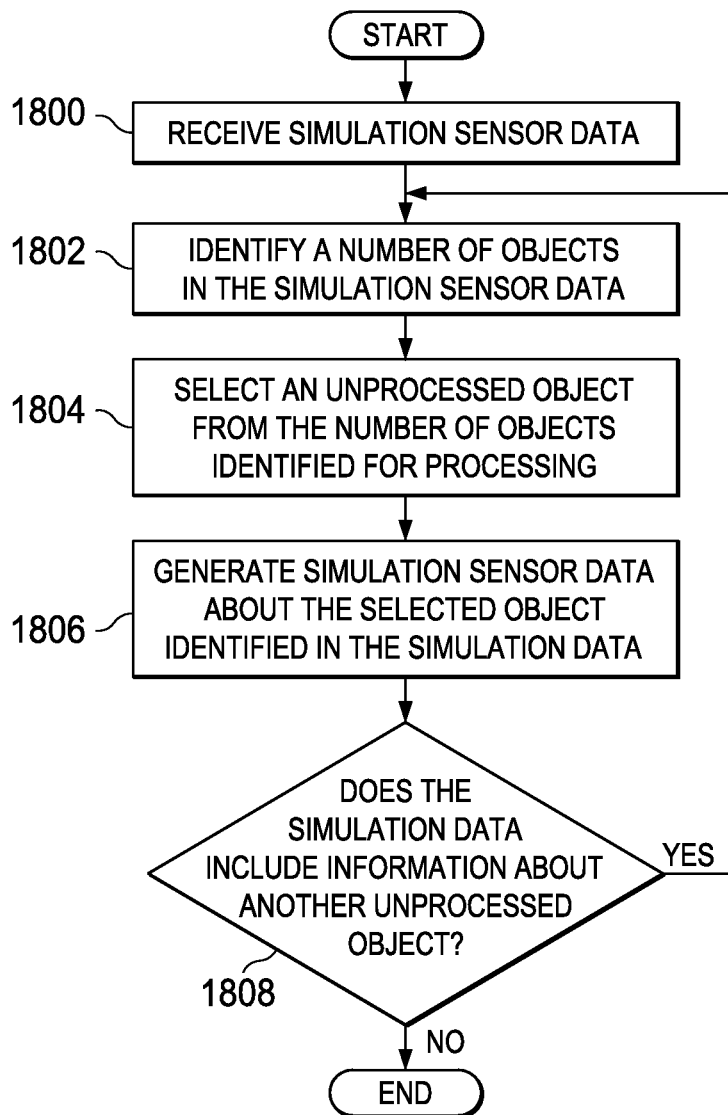 START
1800
RECEIVE SIMULATION SENSOR DATA
1802
IDENTIFY A NUMBER OF OBJECTS
IN THE SIMULATION SENSOR DATA
1804
SELECT AN UNPROCESSED OBJECT
FROM THE NUMBER OF OBJECTS
IDENTIFIED FOR PROCESSING
1806
GENERATE SIMULATION SENSOR DATA
ABOUT THE SELECTED OBJECT
IDENTIFIED IN THE SIMULATION DATA
DOES THE
SIMULATION DATA
INCLUDE INFORMATION ABOUT
ANOTHER UNPROCESSED
OBJECT?
YES
1808
NO
END